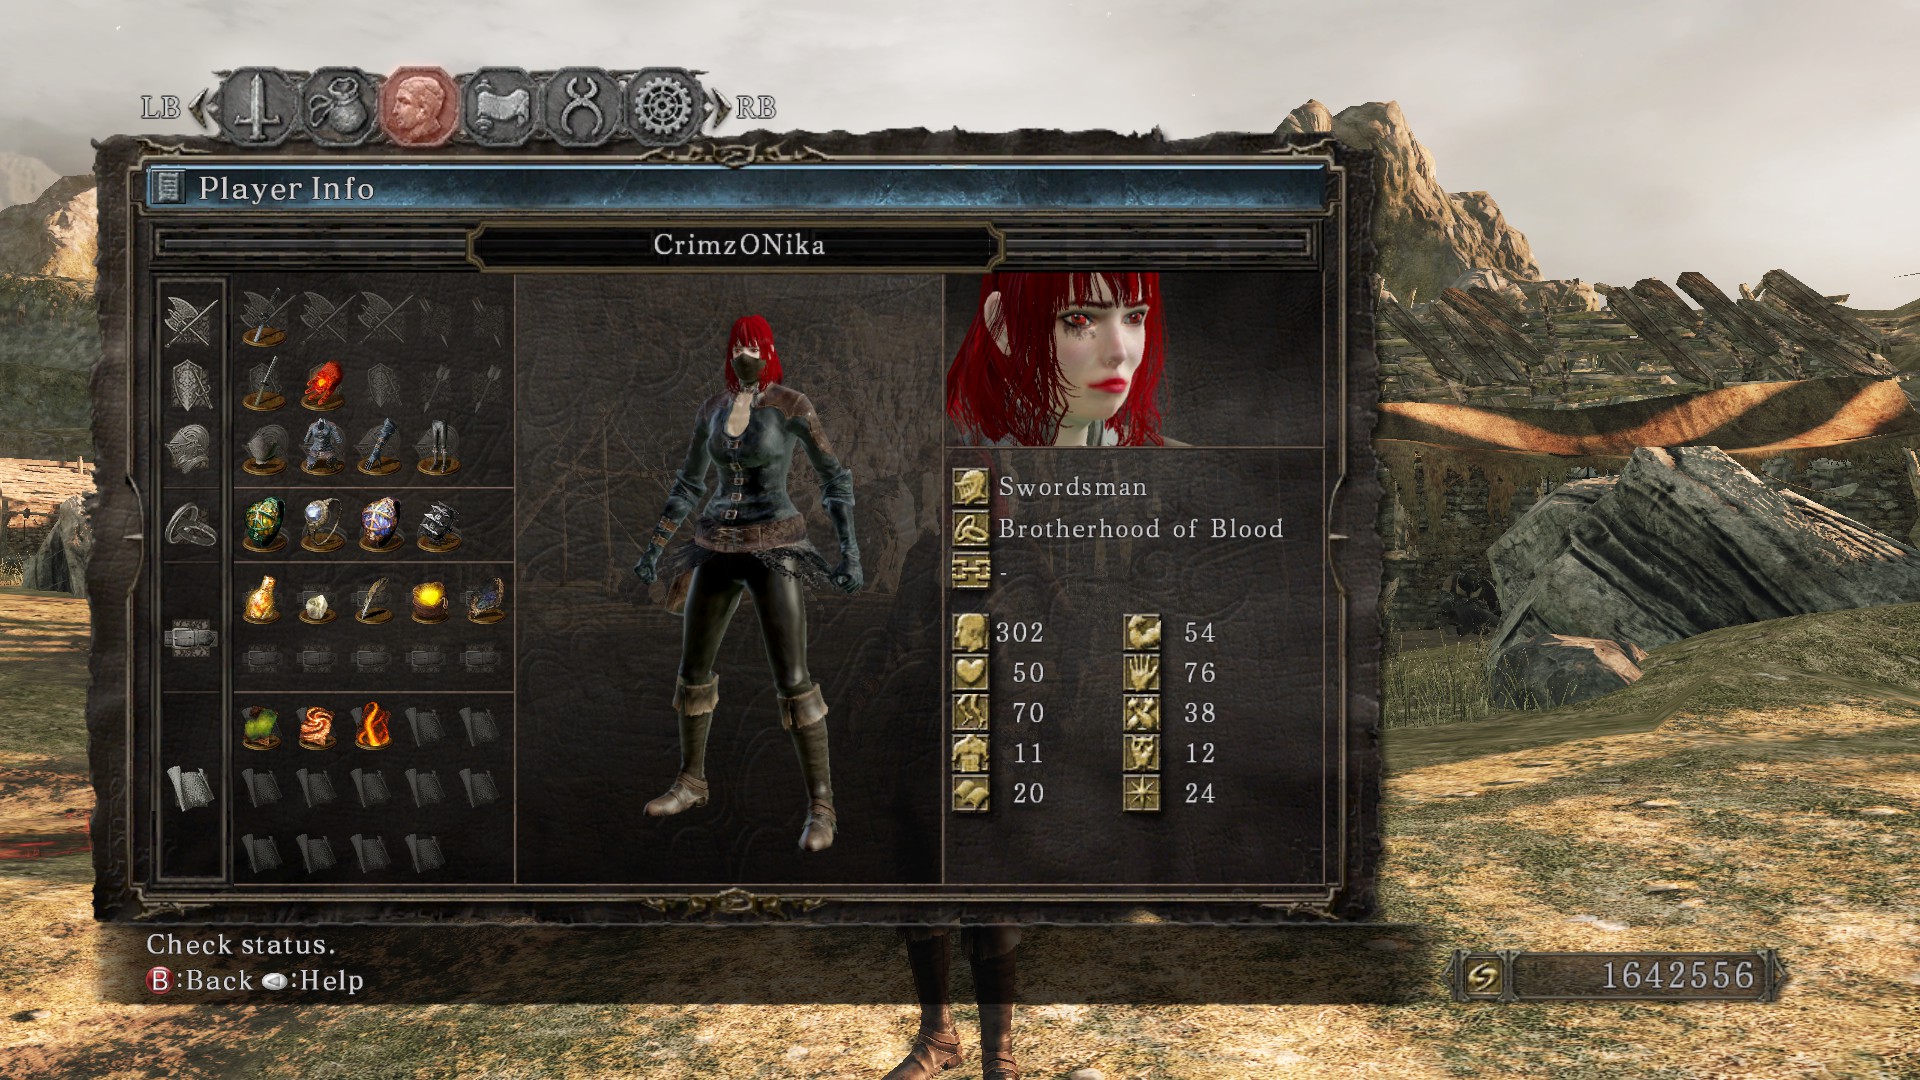 LB RB
Player Info
CrimzONika
Swordsman
Brotherhood of Blood
-
302 54
50 76
70 38
11 12
20 24
Check status.
B:Back :Help
1642556